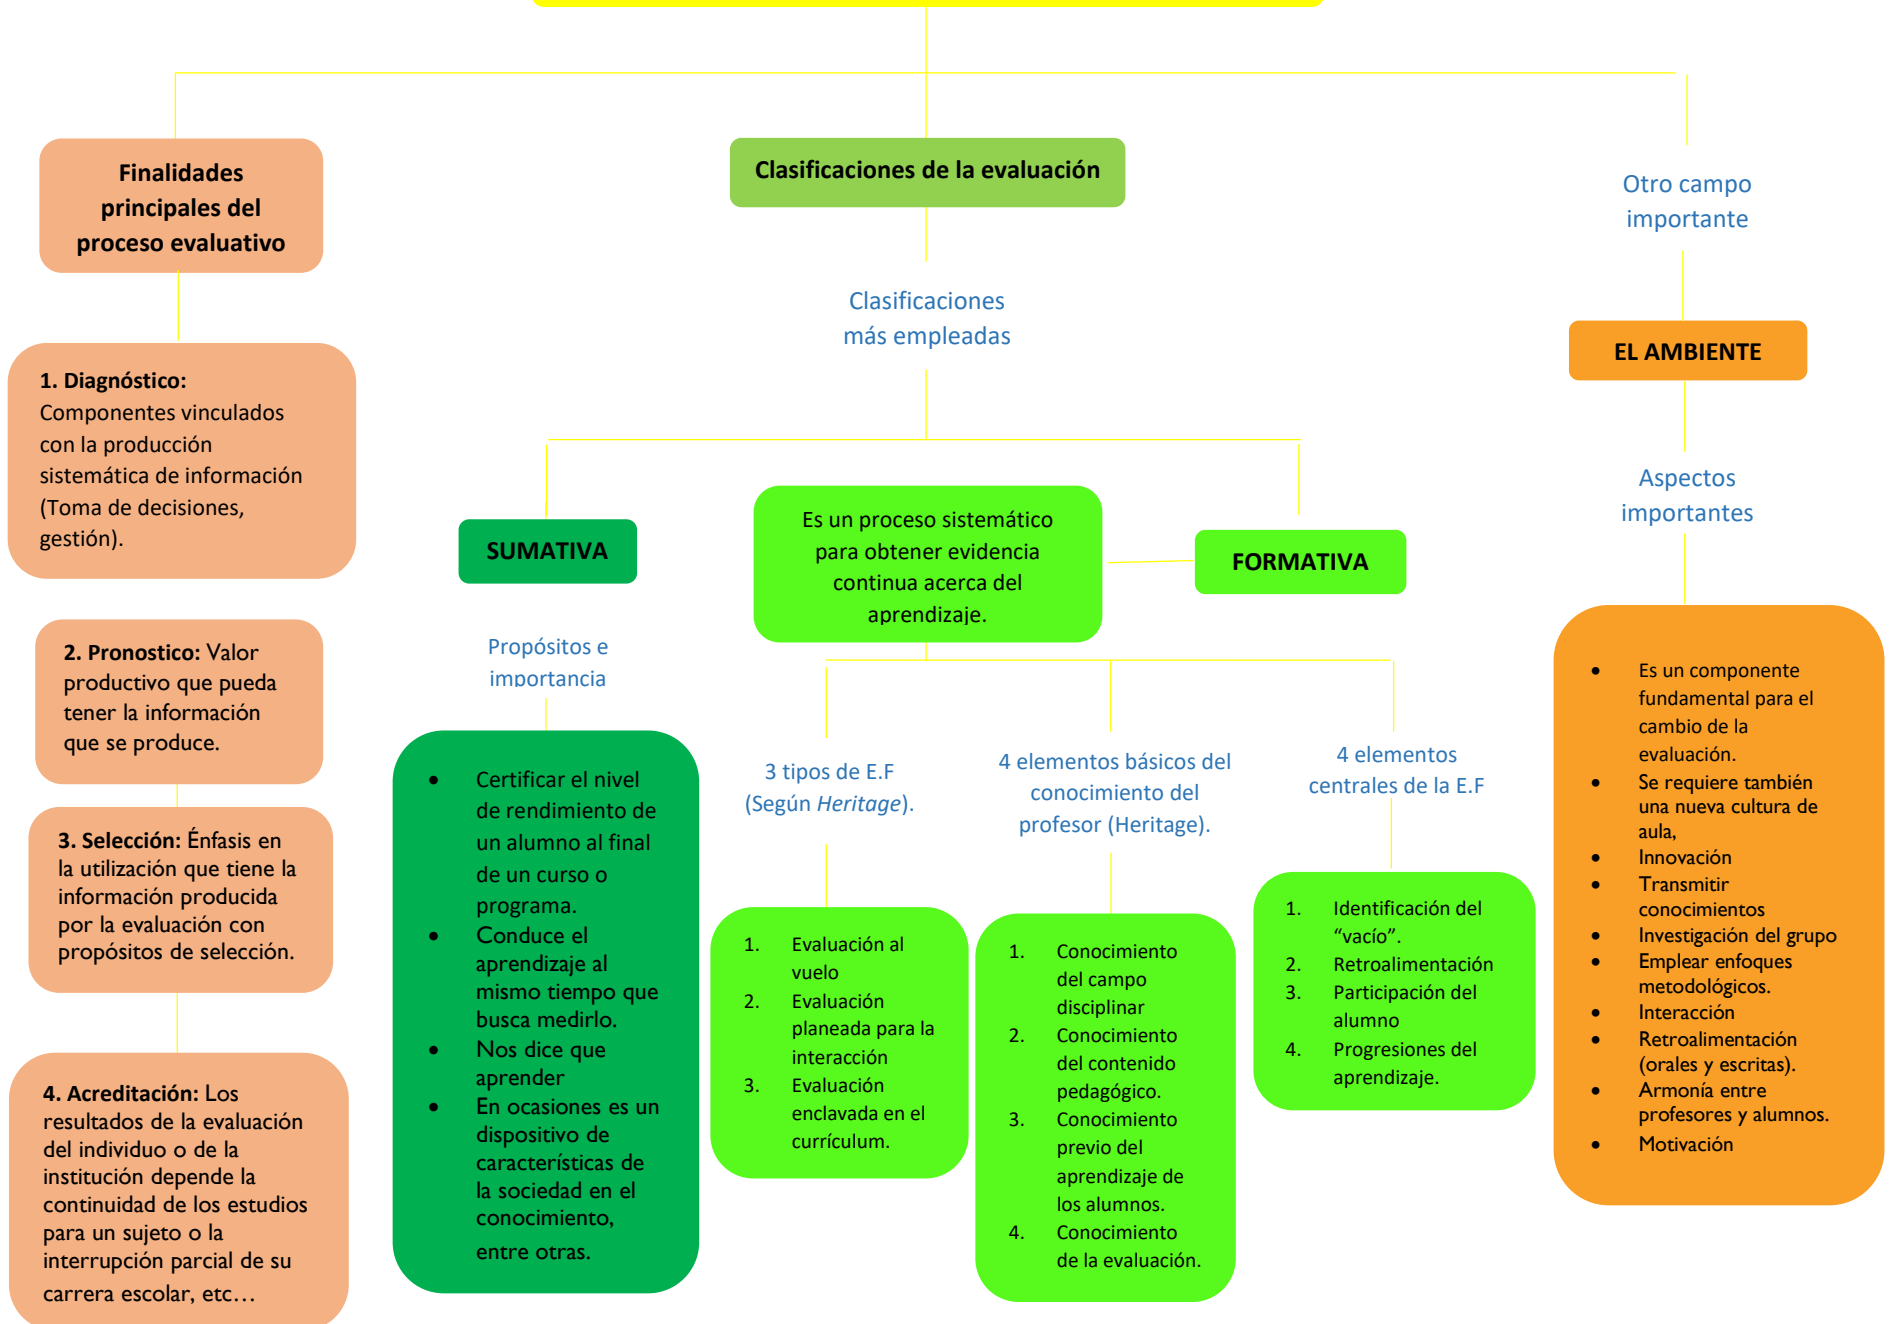 Finalidades
principales del
proceso evaluativo
1. Diagnóstico:
Componentes vinculados
con la producción
sistemática de información
(Toma de decisiones,
gestión).
2. Pronostico: Valor
productivo que pueda
tener la información
que se produce.
3. Selección: Énfasis en
la utilización que tiene la
información producida
por la evaluación con
propósitos de selección.
4. Acreditación: Los
resultados de la evaluación
del individuo o de la
institución depende la
continuidad de los estudios
para un sujeto o la
interrupción parcial de su
carrera escolar, etc…
Clasificaciones de la evaluación
Clasificaciones
más empleadas
SUMATIVA
Propósitos e
importancia
• Certificar el nivel
de rendimiento de
un alumno al final
de un curso o
programa.
• Conduce el
aprendizaje al
mismo tiempo que
busca medirlo.
• Nos dice que
aprender
• En ocasiones es un
dispositivo de
características de
la sociedad en el
conocimiento,
entre otras.
Es un proceso sistemático
para obtener evidencia
continua acerca del
aprendizaje.
FORMATIVA
3 tipos de E.F
(Según Heritage).
1. Evaluación al
vuelo
2. Evaluación
planeada para la
interacción
3. Evaluación
enclavada en el
currículum.
4 elementos básicos del
conocimiento del
profesor (Heritage).
1. Conocimiento
del campo
disciplinar
2. Conocimiento
del contenido
pedagógico.
3. Conocimiento
previo del
aprendizaje de
los alumnos.
4. Conocimiento
de la evaluación.
4 elementos
centrales de la E.F
1. Identificación del
“vacío”.
2. Retroalimentación
3. Participación del
alumno
4. Progresiones del
aprendizaje.
Otro campo
importante
EL AMBIENTE
Aspectos
importantes
• Es un componente
fundamental para el
cambio de la
evaluación.
• Se requiere también
una nueva cultura de
aula,
• Innovación
• Transmitir
conocimientos
• Investigación del grupo
• Emplear enfoques
metodológicos.
• Interacción
• Retroalimentación
(orales y escritas).
• Armonía entre
profesores y alumnos.
• Motivación